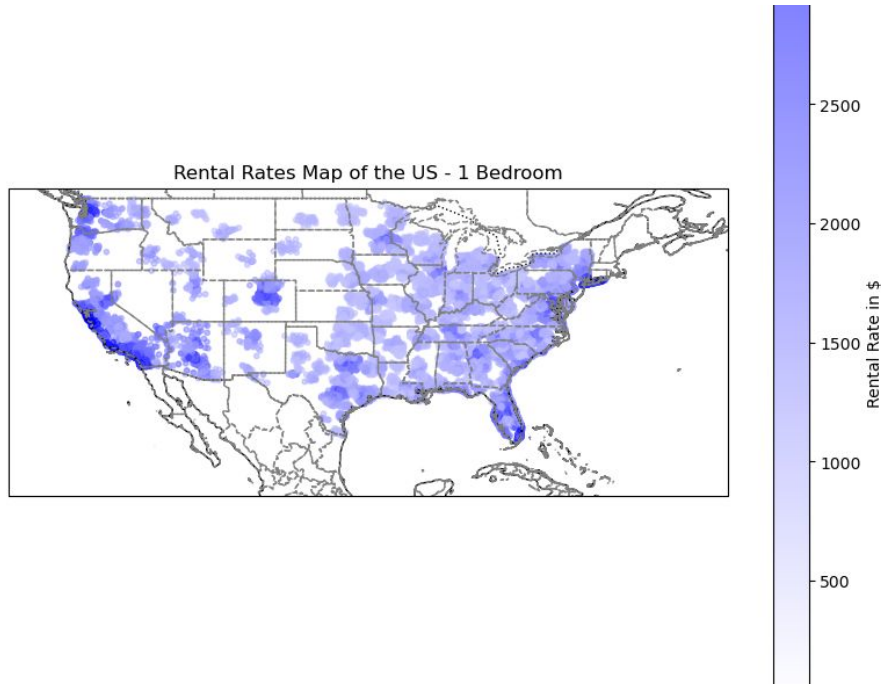 Rental Rates Map of the US - 1 Bedroom
2500
2000
1500
1000
500
Rental Rate in $